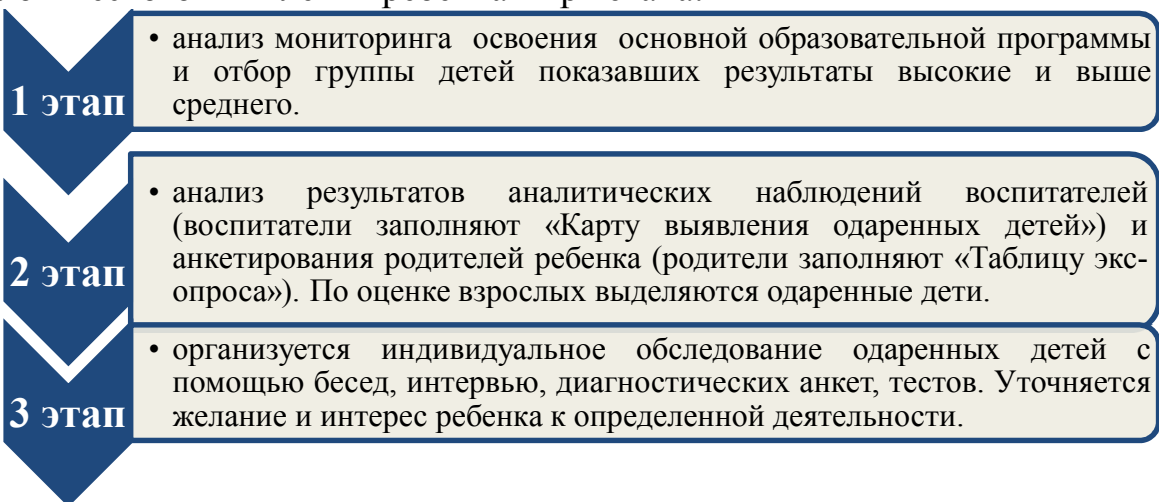 1 этап
• анализ мониторинга освоения основной образовательной программы
и отбор группы детей показавших результаты высокие и выше
среднего.
2 этап
• анализ результатов аналитических наблюдений воспитателей
(воспитатели заполняют «Карту выявления одаренных детей») и
анкетирования родителей ребенка (родители заполняют «Таблицу экс-
опроса»). По оценке взрослых выделяются одаренные дети.
3 этап
• организуется индивидуальное обследование одаренных детей с
помощью бесед, интервью, диагностических анкет, тестов. Уточняется
желание и интерес ребенка к определенной деятельности.